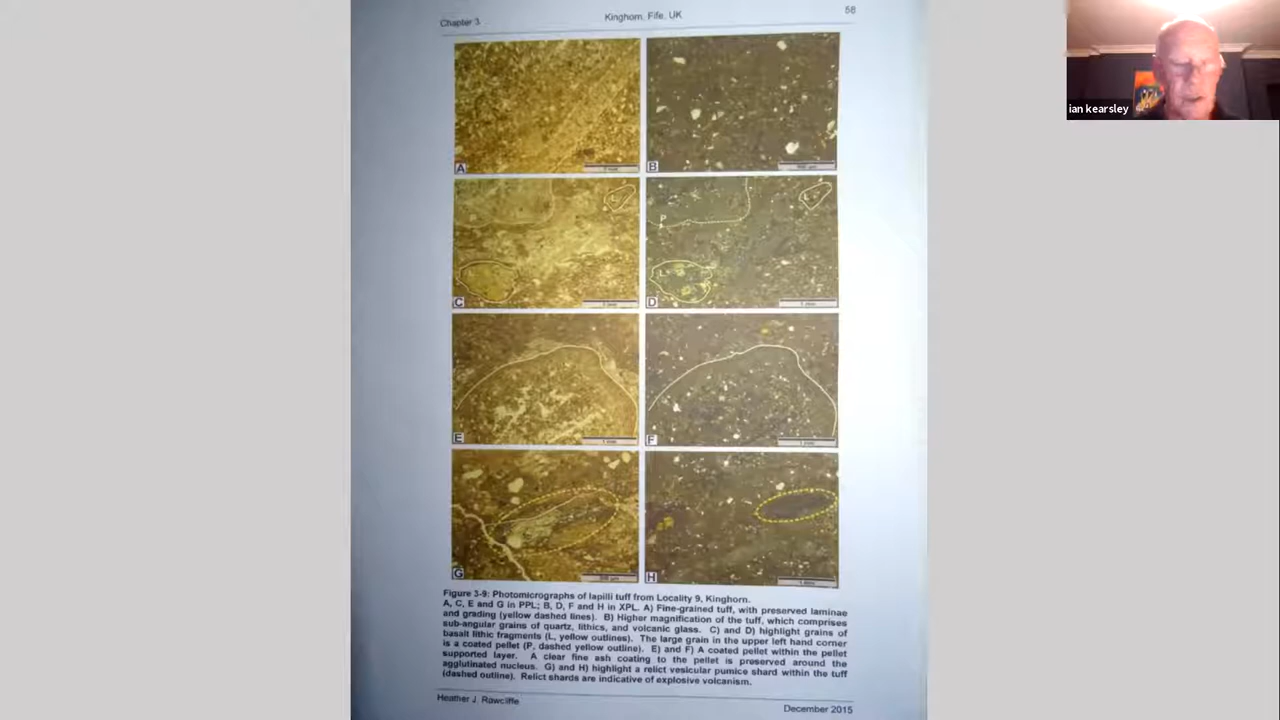 Chapter 3
Kinghorn, Fife, UK
58
ian kearsley
A
B
C
L
P
L
L
D
E
F
G
H
1 mm
1 mm
1 mm
Figure 3-9: Photomicrographs of lapilli tuff from Locality 9, Kinghorn.
A, C, E and G in PPL; B, D, F and H in XPL. A) Fine-grained tuff, with preserved laminae
and grading (yellow dashed lines). B) Higher magnification of the tuff, which comprises
sub-angular grains of quartz, lithics, and volcanic glass. C) and D) highlight grains of
basalt lithic fragments (L, yellow outlines). The large grain in the upper left hand corner
is a coated pellet (P, dashed yellow outline). E) and F) A coated pellet within the pellet
supported layer. A clear fine ash coating to the pellet is preserved around the
agglutinated nucleus. G) and H) highlight a relict vesicular pumice shard within the tuff
(dashed outline). Relict shards are indicative of explosive volcanism.
Heather J. Rawcliffe
December 2015